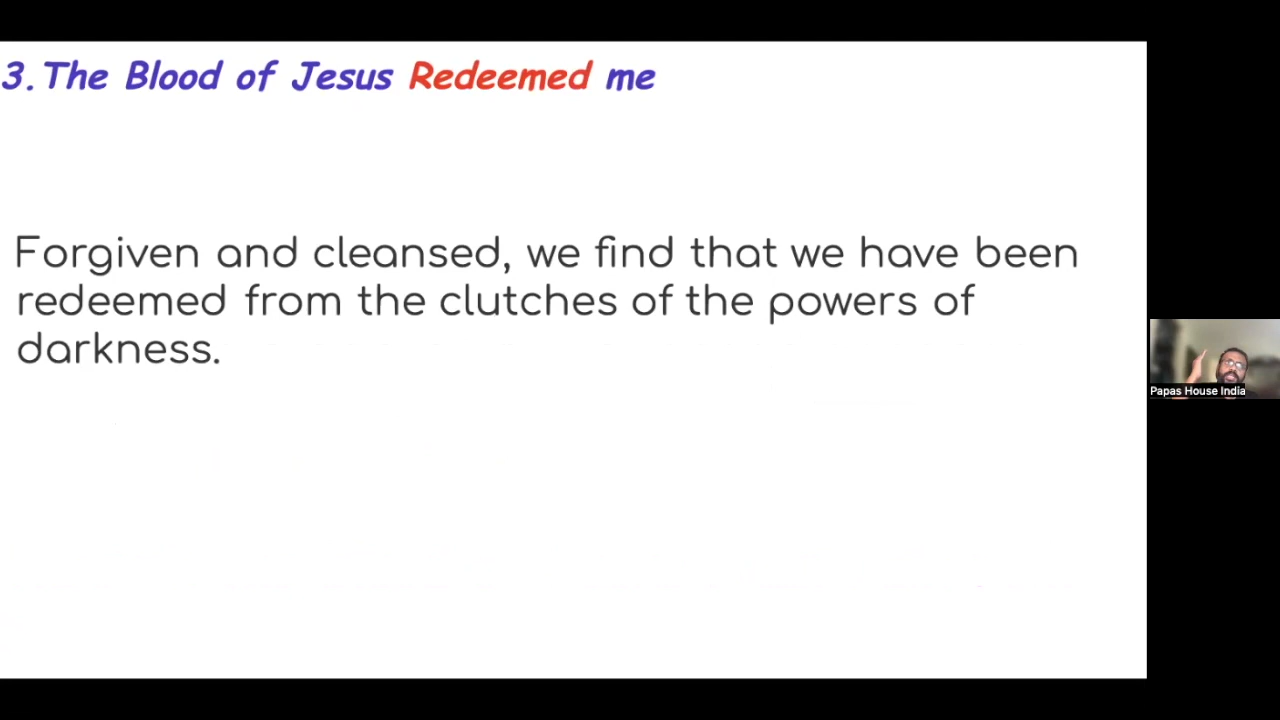 3. The Blood of Jesus Redeemed me
Forgiven and cleansed, we find that we have been
redeemed from the clutches of the powers of
darkness.
Papas House India